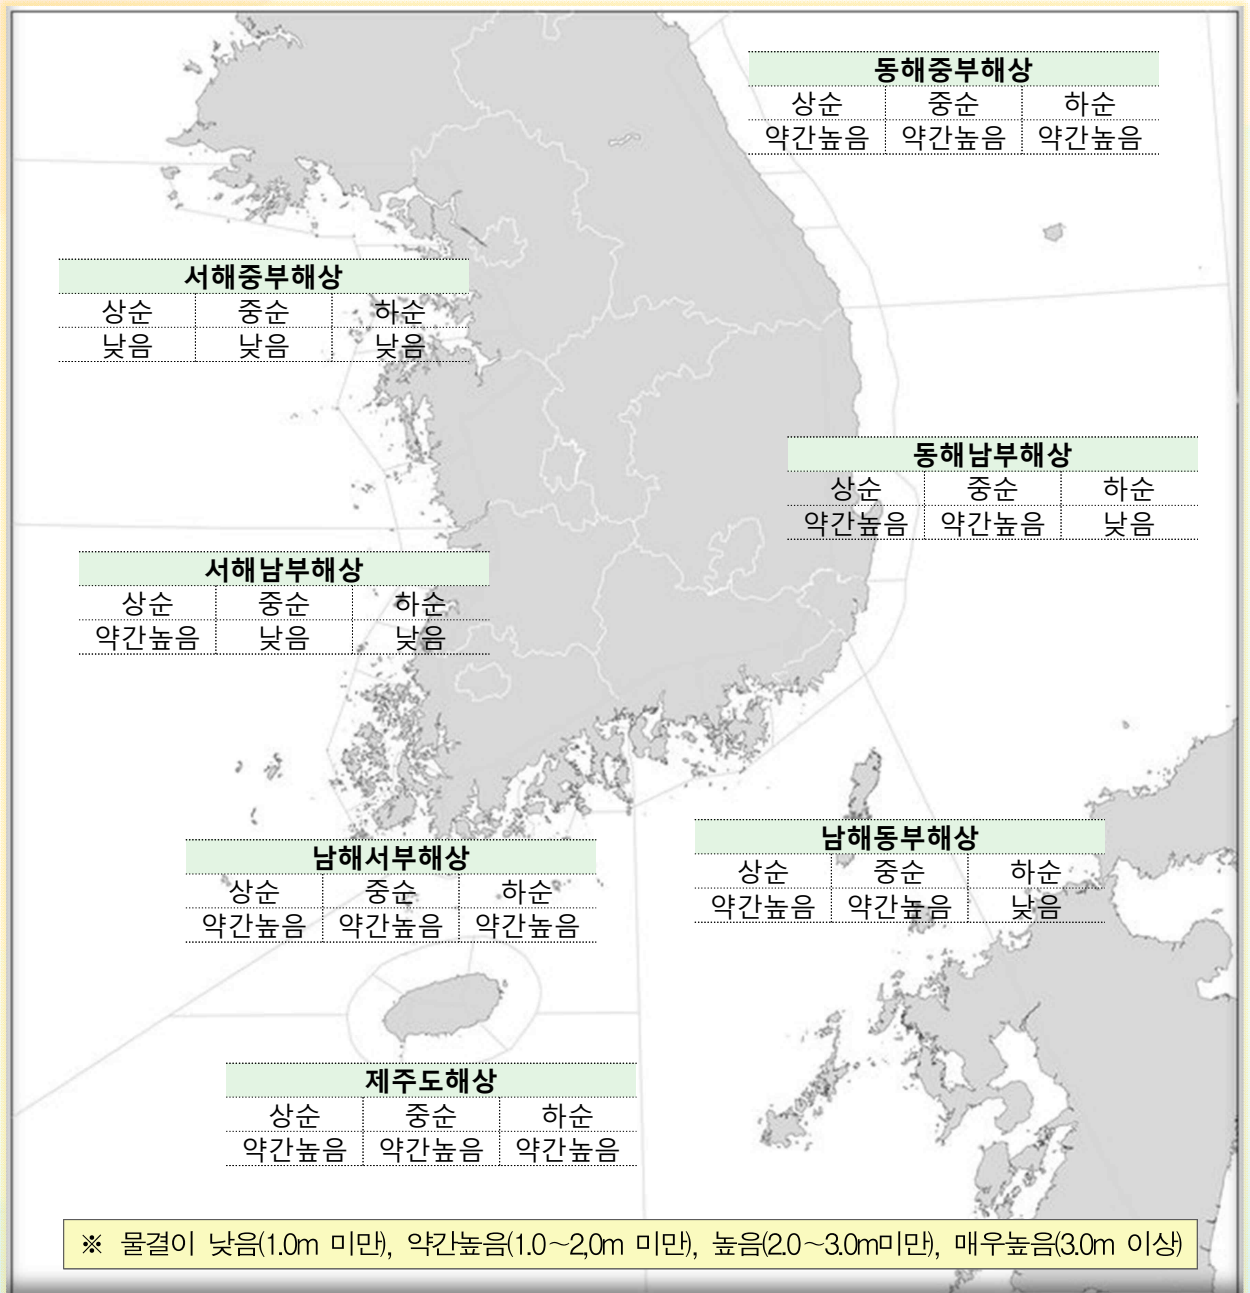 동해중부해상
상순 중순 하순
약간높음 약간높음 약간높음
서해중부해상
상순 중순 하순
낮음 낮음 낮음
동해남부해상
상순 중순 하순
약간높음 약간높음 낮음
서해남부해상
상순 중순 하순
약간높음 낮음 낮음
남해동부해상
상순 중순 하순
약간높음 약간높음 낮음
남해서부해상
상순 중순 하순
약간높음 약간높음 약간높음
제주도해상
상순 중순 하순
약간높음 약간높음 약간높음
※ 물결이 낮음(1.0m 미만), 약간높음(1.0~2,0m 미만), 높음(2.0~3.0m미만), 매우높음(3.0m 이상)